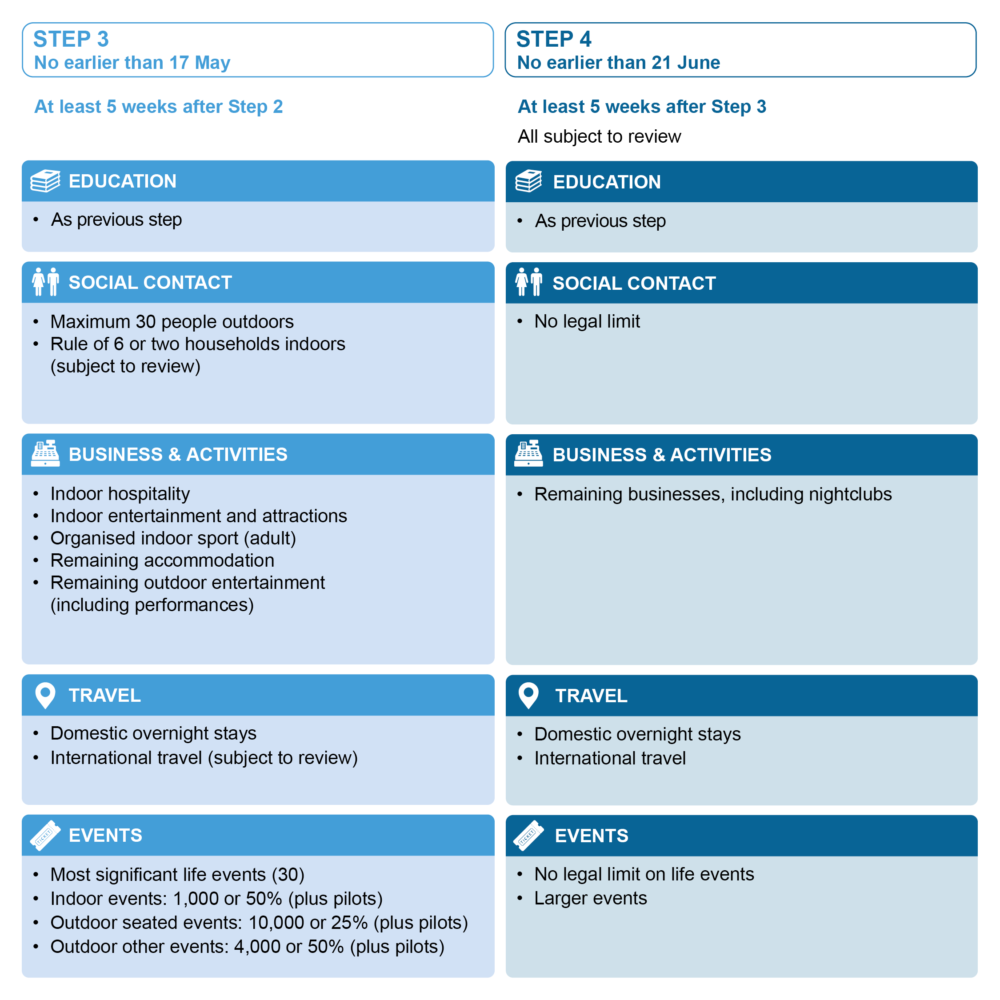 STEP 3
No earlier than 17 May
At least 5 weeks after Step 2
EDUCATION
• As previous step
SOCIAL CONTACT
• Maximum 30 people outdoors
• Rule of 6 or two households indoors
(subject to review)
BUSINESS & ACTIVITIES
• Indoor hospitality
• Indoor entertainment and attractions
• Organised indoor sport (adult)
• Remaining accommodation
• Remaining outdoor entertainment
(including performances)
TRAVEL
• Domestic overnight stays
• International travel (subject to review)
TICKET
EVENTS
• Most significant life events (30)
• Indoor events: 1,000 or 50% (plus pilots)
• Outdoor seated events: 10,000 or 25% (plus pilots)
• Outdoor other events: 4,000 or 50% (plus pilots)
STEP 4
No earlier than 21 June
At least 5 weeks after Step 3
All subject to review
EDUCATION
• As previous step
SOCIAL CONTACT
• No legal limit
BUSINESS & ACTIVITIES
• Remaining businesses, including nightclubs
TRAVEL
• Domestic overnight stays
• International travel
TICKET
EVENTS
• No legal limit on life events
• Larger events